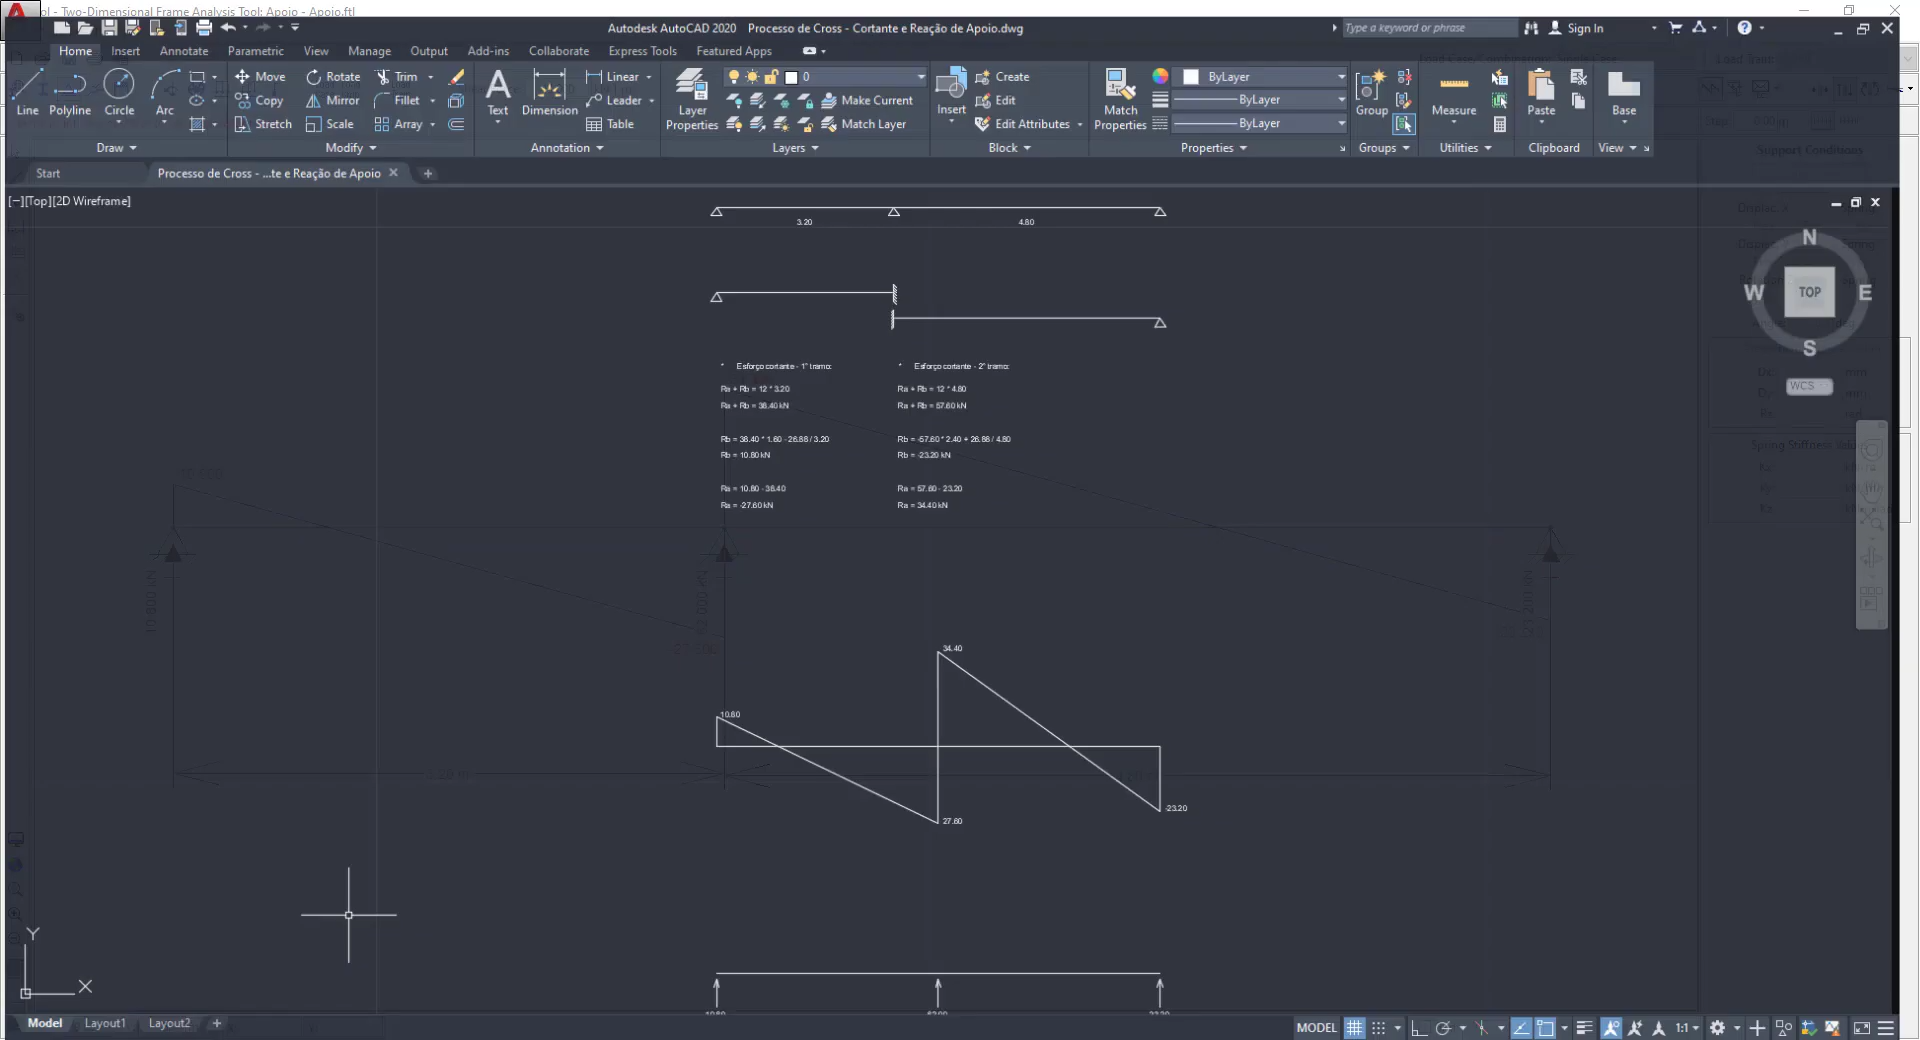 ol - Two-Dimensional Frame Analysis Tool: Apoio - Apoio.ftl
Autodesk AutoCAD 2020 Processo de Cross - Cortante e Reação de Apoio.dwg
Type a keyword or phrase
Sign In
Home Insert Annotate Parametric View Manage Output Add-ins Collaborate Express Tools Featured Apps
Line Polyline Circle Arc
Move Rotate Trim
Copy Mirror Fillet
Stretch Scale Array
Text Dimension
Linear
Leader
Table
Layer Properties
0
Make Current
Match Layer
Insert
Create
Edit
Edit Attributes
Match Properties
ByLayer
ByLayer
ByLayer
Group
Measure
Paste
Base
Draw Modify Annotation Layers Block Properties Groups Utilities Clipboard View
Start
Processo de Cross - ...te e Reação de Apoio
Support Conditions
[−][Top][2D Wireframe]
3.20 4.80
N
W TOP E
S
WCS
* Esforço cortante - 1° tramo:
Ra + Rb = 12 * 3.20
Ra + Rb = 38.40 kN
Rb = 38.40 * 1.60 - 26.88 / 3.20
Rb = 10.80 kN
Ra = 10.80 - 38.40
Ra = -27.60 kN
* Esforço cortante - 2° tramo:
Ra + Rb = 12 * 4.80
Ra + Rb = 57.60 kN
Rb = -57.60 * 2.40 + 26.88 / 4.80
Rb = -23.20 kN
Ra = 57.60 - 23.20
Ra = 34.40 kN
34.40
10.80
27.60
-23.20
Y
X
Model Layout1 Layout2
MODEL
1:1